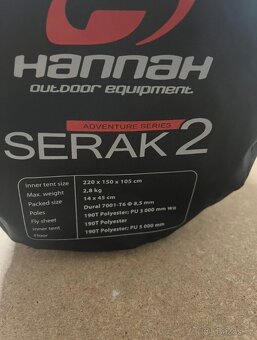 HANNAH
outdoor equipment
ADVENTURE SERIES
SERAK 2
Inner tent size 220 x 150 x 105 cm
Max. weight 2,8 kg
Packed size 14 x 45 cm
Poles Durel 7001-T6 Φ 8,5 mm
Fly sheet 190T Polyester; PU 3 000 mm
Inner tent 190T Polyester
Floor 190T Polyester; PU 5 000 mm